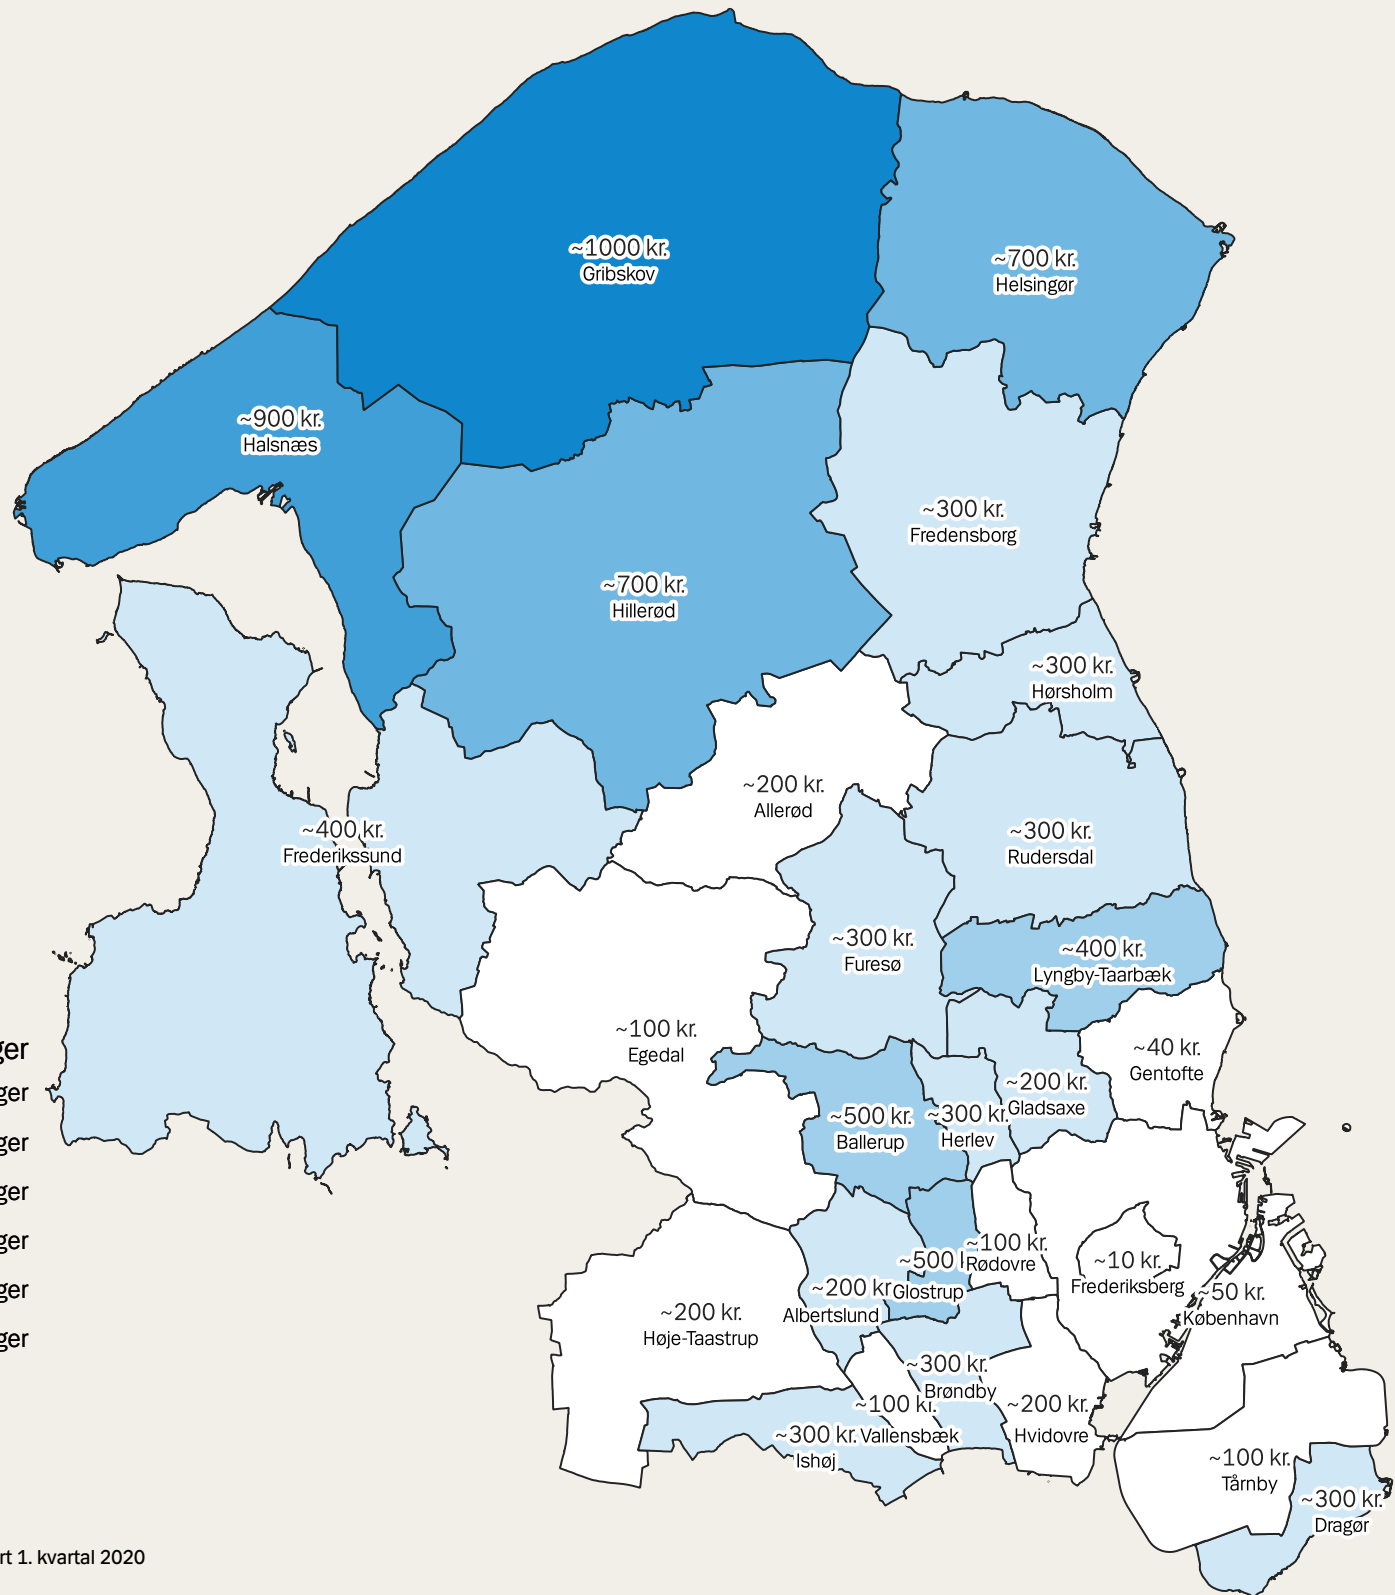 ~1000 kr.
Gribskov
~700 kr.
Helsingør
~900 kr.
Halsnæs
~300 kr.
Fredensborg
~700 kr.
Hillerød
~300 kr.
Hørsholm
~200 kr.
Allerød
~400 kr.
Frederikssund
~300 kr.
Rudersdal
~300 kr.
Furesø
~400 kr.
Lyngby-Taarbæk
~100 kr.
Egedal
~40 kr.
Gentofte
~200 kr.
Gladsaxe
~500 kr.
Ballerup
~300 kr.
Herlev
~500 k
Glostrup
~100 kr.
Rødovre
~10 kr.
Frederiksberg
~50 kr.
København
~200 kr.
Albertslund
~200 kr.
Høje-Taastrup
~300 kr.
Brøndby
~100 kr.
Vallensbæk
~200 kr.
Hvidovre
~300 kr.
Ishøj
~100 kr.
Tårnby
~300 kr.
Dragør
ger
ger
ger
ger
ger
ger
ger
rt 1. kvartal 2020